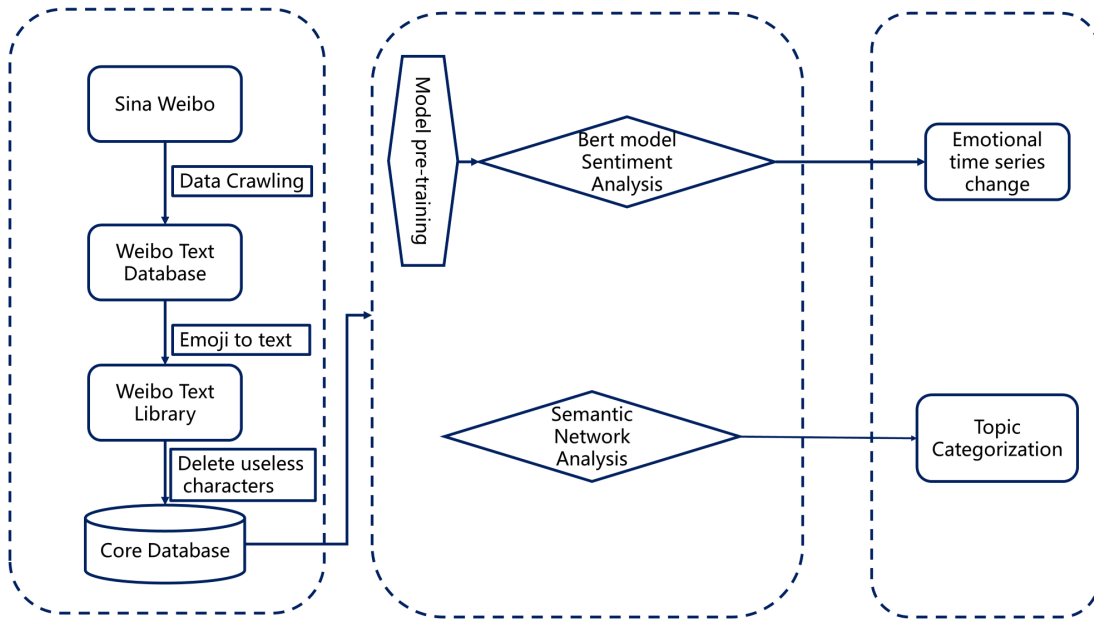 Sina Weibo
Data Crawling
Weibo Text
Database
Emoji to text
Weibo Text
Library
Delete useless
characters
Core Database
Model pre-training
Bert model
Sentiment
Analysis
Semantic
Network
Analysis
Emotional
time series
change
Topic
Categorization